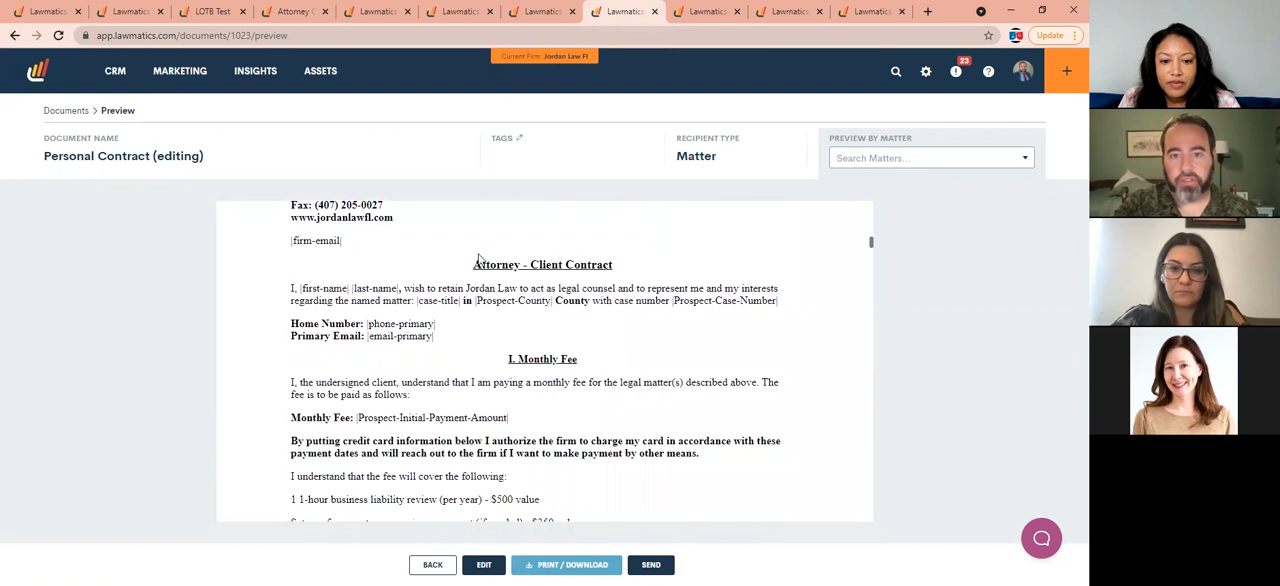 Lawmatics
Lawmatics
LOTB Test
Attorney C
Lawmatics
Lawmatics
Lawmatics
Lawmatics
Lawmatics
Lawmatics
Lawmatics
app.lawmatics.com/documents/1023/preview
Update
Current Firm: Jordan Law Fl
CRM
MARKETING
INSIGHTS
ASSETS
23
Documents > Preview
DOCUMENT NAME
Personal Contract (editing)
TAGS
RECIPIENT TYPE
Matter
PREVIEW BY MATTER
Search Matters...
Fax: (407) 205-0027
www.jordanlawfl.com
|firm-email|
Attorney - Client Contract
I, |first-name| |last-name|, wish to retain Jordan Law to act as legal counsel and to represent me and my interests
regarding the named matter: |case-title| in |Prospect-County| County with case number |Prospect-Case-Number|
Home Number: |phone-primary|
Primary Email: |email-primary|
I. Monthly Fee
I, the undersigned client, understand that I am paying a monthly fee for the legal matter(s) described above. The
fee is to be paid as follows:
Monthly Fee: |Prospect-Initial-Payment-Amount|
By putting credit card information below I authorize the firm to charge my card in accordance with these
payment dates and will reach out to the firm if I want to make payment by other means.
I understand that the fee will cover the following:
1 1-hour business liability review (per year) - $500 value
BACK
EDIT
PRINT / DOWNLOAD
SEND